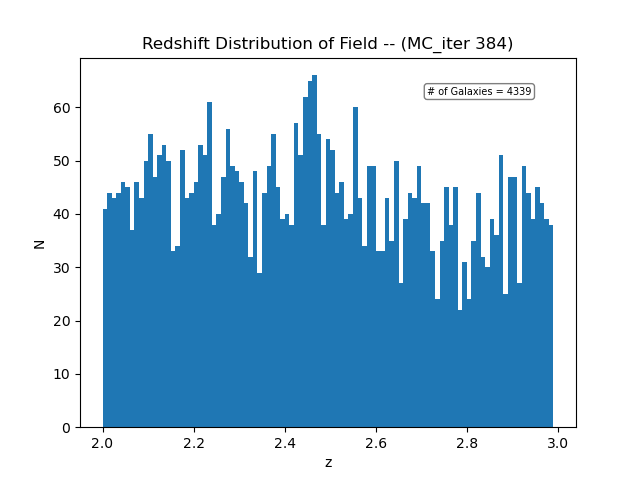 Redshift Distribution of Field -- (MC_iter 384)
# of Galaxies = 4339
60
50
40
30
20
10
0
N
2.0 2.2 2.4 2.6 2.8 3.0
z